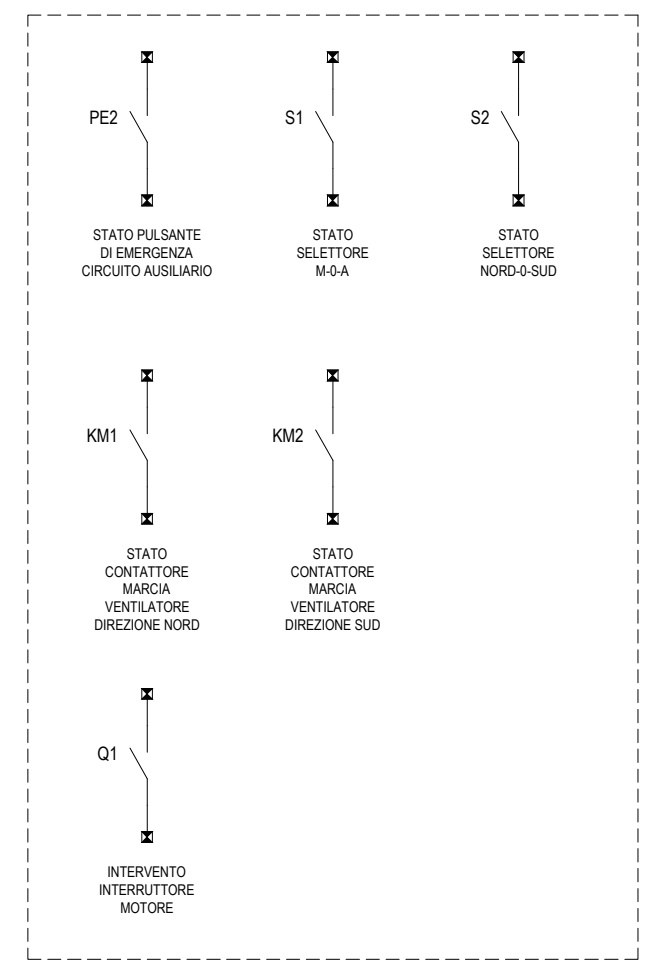 PE2
STATO PULSANTE
DI EMERGENZA
CIRCUITO AUSILIARIO
S1
STATO
SELETTORE
M-0-A
S2
STATO
SELETTORE
NORD-0-SUD
KM1
STATO
CONTATTORE
MARCIA
VENTILATORE
DIREZIONE NORD
KM2
STATO
CONTATTORE
MARCIA
VENTILATORE
DIREZIONE SUD
Q1
INTERVENTO
INTERRUTTORE
MOTORE